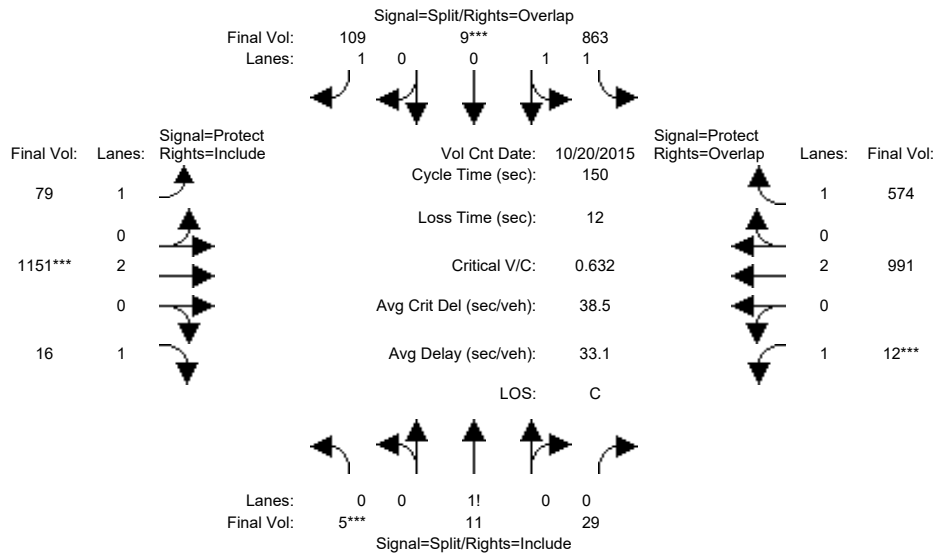 Signal=Split/Rights=Overlap
Final Vol: 109 9*** 863
Lanes: 1 0 0 1 1
Signal=Protect Signal=Protect
Final Vol: Lanes: Rights=Include Vol Cnt Date: 10/20/2015 Rights=Overlap Lanes: Final Vol:
Cycle Time (sec): 150
79 1 1 574
Loss Time (sec): 12
0 0
1151*** 2 Critical V/C: 0.632 2 991
0 Avg Crit Del (sec/veh): 38.5 0
16 1 Avg Delay (sec/veh): 33.1 1 12***
LOS: C
Lanes: 0 0 1! 0 0
Final Vol: 5*** 11 29
Signal=Split/Rights=Include